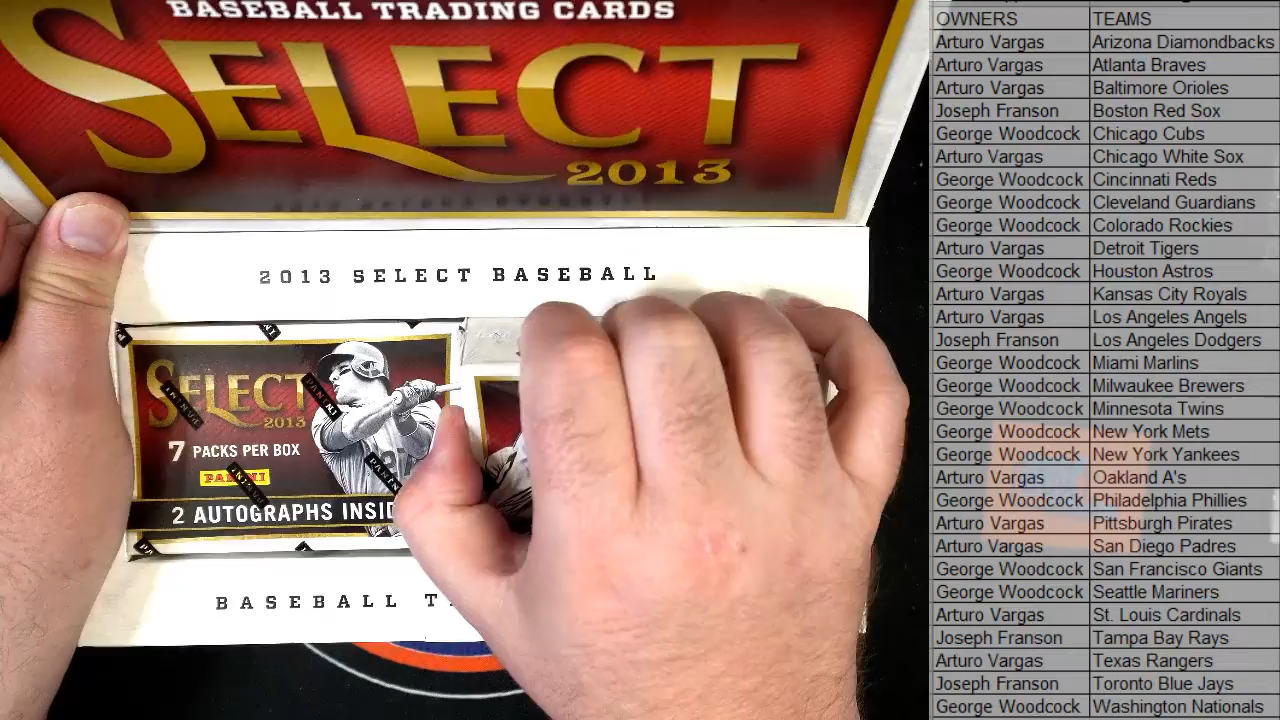 BASEBALL TRADING CARDS
SELECT
2013
2013 SELECT BASEBALL
SELECT
2013
7 PACKS PER BOX
PANINI
2 AUTOGRAPHS INSID
BASEBALL T
OWNERS TEAMS
Arturo Vargas Arizona Diamondbacks
Arturo Vargas Atlanta Braves
Arturo Vargas Baltimore Orioles
Joseph Franson Boston Red Sox
George Woodcock Chicago Cubs
Arturo Vargas Chicago White Sox
George Woodcock Cincinnati Reds
George Woodcock Cleveland Guardians
George Woodcock Colorado Rockies
Arturo Vargas Detroit Tigers
George Woodcock Houston Astros
Arturo Vargas Kansas City Royals
Arturo Vargas Los Angeles Angels
Joseph Franson Los Angeles Dodgers
George Woodcock Miami Marlins
George Woodcock Milwaukee Brewers
George Woodcock Minnesota Twins
George Woodcock New York Mets
George Woodcock New York Yankees
Arturo Vargas Oakland A's
George Woodcock Philadelphia Phillies
Arturo Vargas Pittsburgh Pirates
Arturo Vargas San Diego Padres
George Woodcock San Francisco Giants
George Woodcock Seattle Mariners
Arturo Vargas St. Louis Cardinals
Joseph Franson Tampa Bay Rays
Arturo Vargas Texas Rangers
Joseph Franson Toronto Blue Jays
George Woodcock Washington Nationals